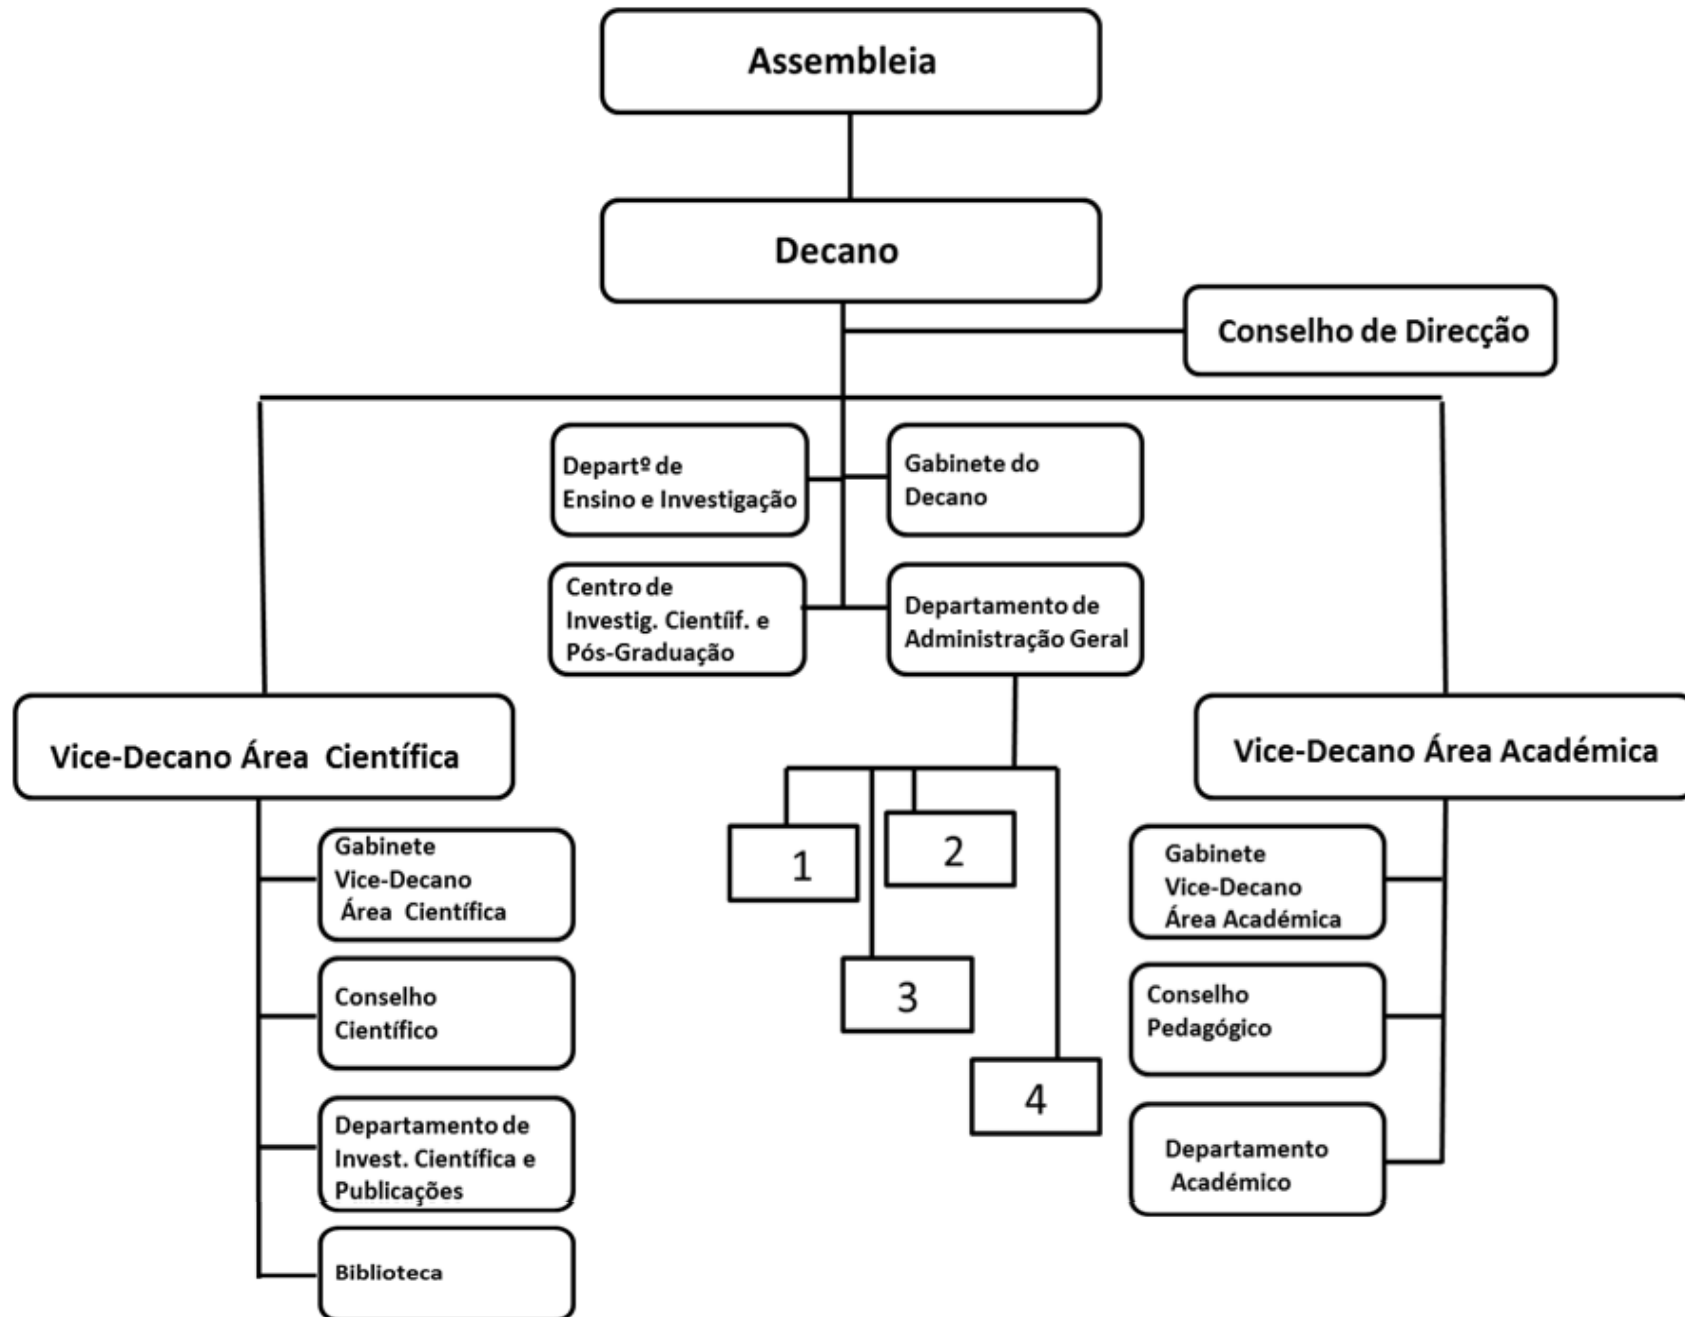 Assembleia
Decano
Conselho de Direcção
Departº de
Ensino e Investigação
Gabinete do
Decano
Centro de
Investig. Cientíif. e
Pós-Graduação
Departamento de
Administração Geral
Vice-Decano Área Científica
Vice-Decano Área Académica
Gabinete
Vice-Decano
Área Científica
Conselho
Científico
Departamento de
Invest. Científica e
Publicações
Biblioteca
1
2
3
4
Gabinete
Vice-Decano
Área Académica
Conselho
Pedagógico
Departamento
Académico